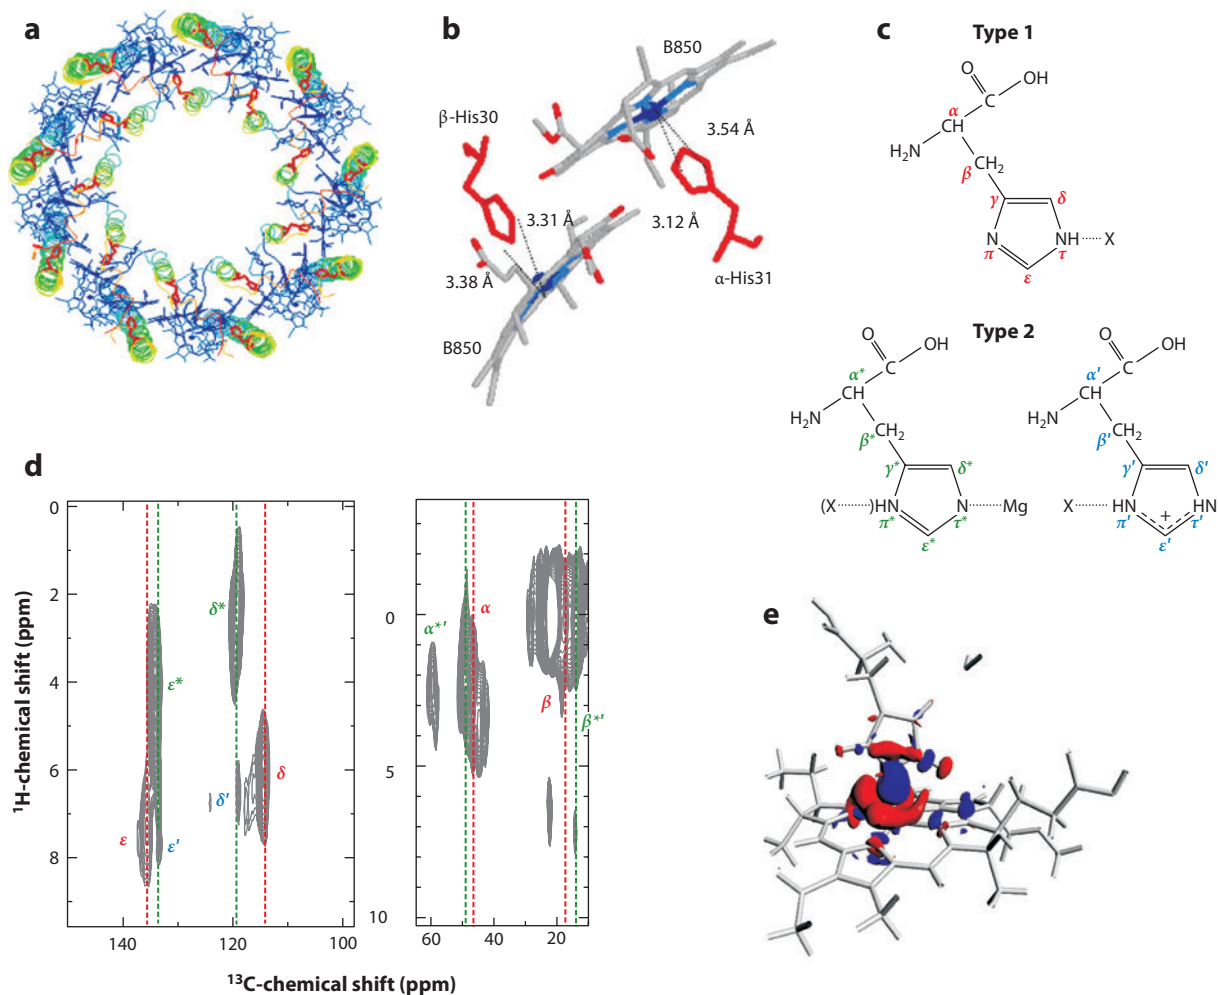 a
b
B850
β-His30
3.54 Å
3.31 Å
3.12 Å
3.38 Å
α-His31
B850
c
Type 1
O
OH
C
α
CH
H₂N
β
CH₂
γ
δ
N
NH
X
π
τ
ε
Type 2
O
OH
C
α*
CH
H₂N
β*
CH₂
γ*
δ*
(X
)HN
N
Mg
π*
τ*
ε*
O
OH
C
α'
CH
H₂N
β'
CH₂
γ'
δ'
X
HN
+
HN
π'
τ'
ε'
d
0
2
4
6
8
140
120
100
δ*
ε*
δ
δ'
ε
ε'
0
5
10
60
40
20
α
α*'
β
β*'
¹H-chemical shift (ppm)
¹³C-chemical shift (ppm)
e